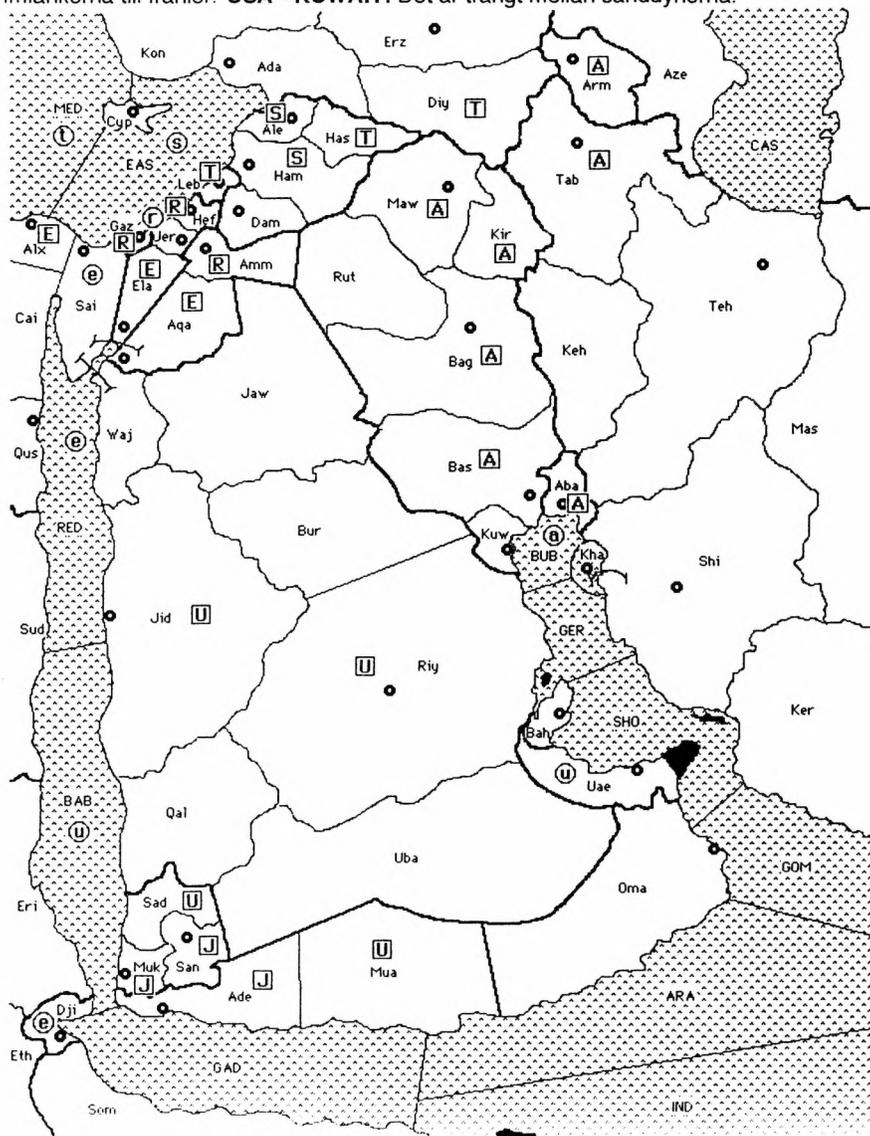 USA - KUWAIT: Det är trångt mellan sanddynerna.
Kon
Erz
Ada
A
Arm
Aze
Diy
T
MED
t
Cyp
S
Ale
Has T
CAS
EAS
s
S
Ham
A
Tab
T
Leb
R
Hef
Dam
Maw
A
Kir
A
E
Alx
Gaz
R
r
Jer
R Amm
e
Sai
E
Ela
E
Aqa
Rut
Teh
Cai
Bag A
Keh
Jaw
Qus
e
Waj
Mas
Bas
A
Aba
A
RED
Bur
Kuw
a
BUB
Kha
Shi
Sud
Jid U
GER
U
Riy
Bah
SHO
Ker
u
Uae
BAB
u
Qal
Uba
Oma
GOM
Eri
Sad U
San
J
Muk
J
Ade
J
U
Mua
ARA
e
Dji
Eth
GAD
Som
IND